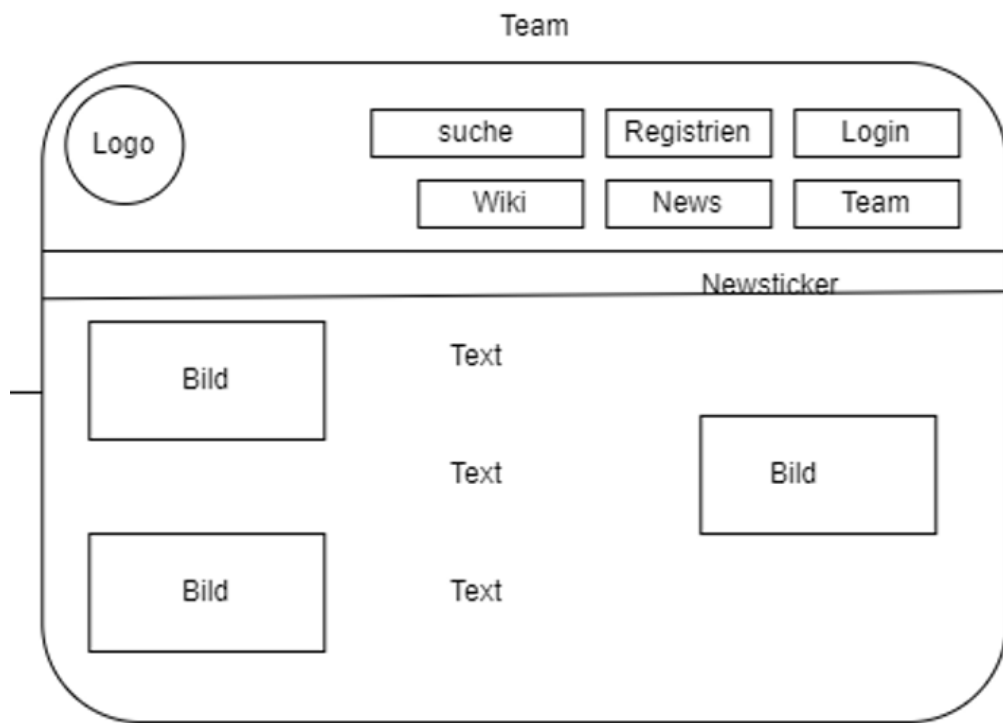 Team
Logo
suche
Registrien
Login
Wiki
News
Team
Newsticker
Bild
Text
Text
Bild
Bild
Text